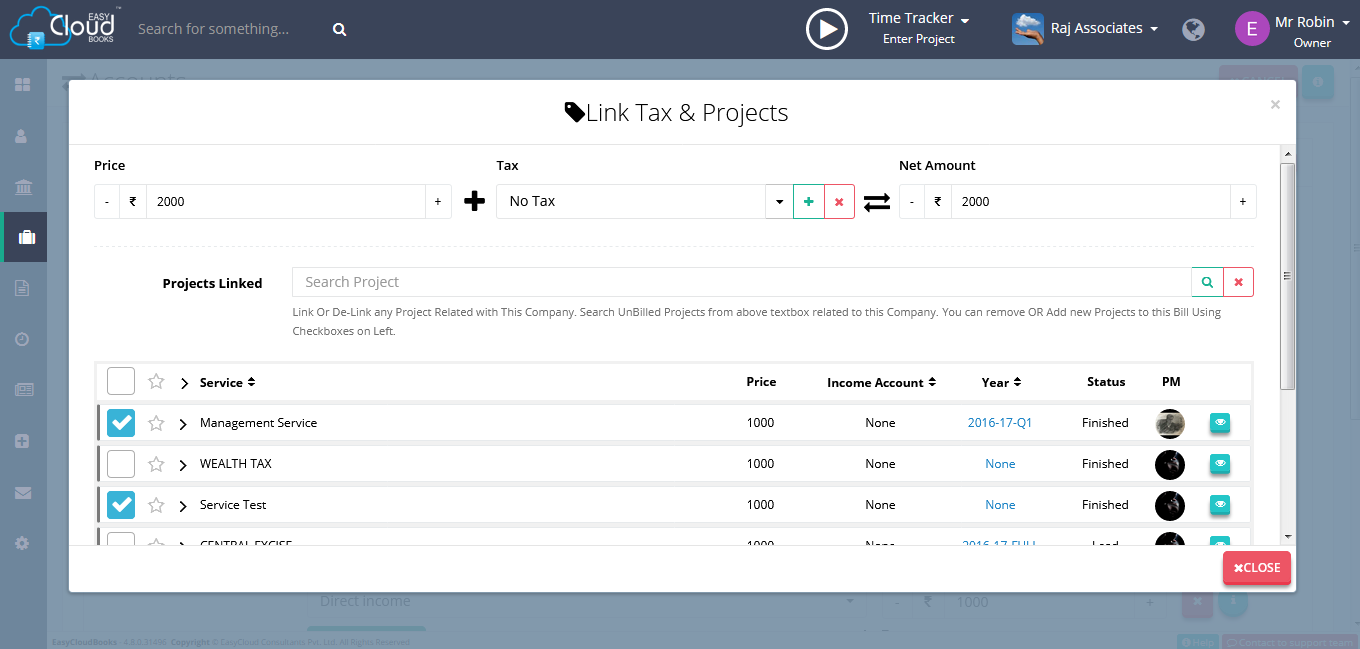 EASY
Cloud
BOOKS
™
Search for something...
Time Tracker
Enter Project
Raj Associates
E
Mr Robin
Owner
Accounts
Link Tax & Projects
×
Price
Tax
Net Amount
- ₹ 2000 +
No Tax
- ₹ 2000 +
Projects Linked
Search Project
Link Or De-Link any Project Related with This Company. Search UnBilled Projects from above textbox related to this Company. You can remove OR Add new Projects to this Bill Using
Checkboxes on Left.
Service Price Income Account Year Status PM
Management Service 1000 None 2016-17-Q1 Finished
WEALTH TAX 1000 None None Finished
Service Test 1000 None None Finished
CENTRAL EXCISE 1000 None 2016-17-FULL Lead
CLOSE
Direct Income - ₹ 1000 +
Copyright © EasyCloud Consultants Pvt. Ltd. All Rights Reserved
Help
Contact to support team